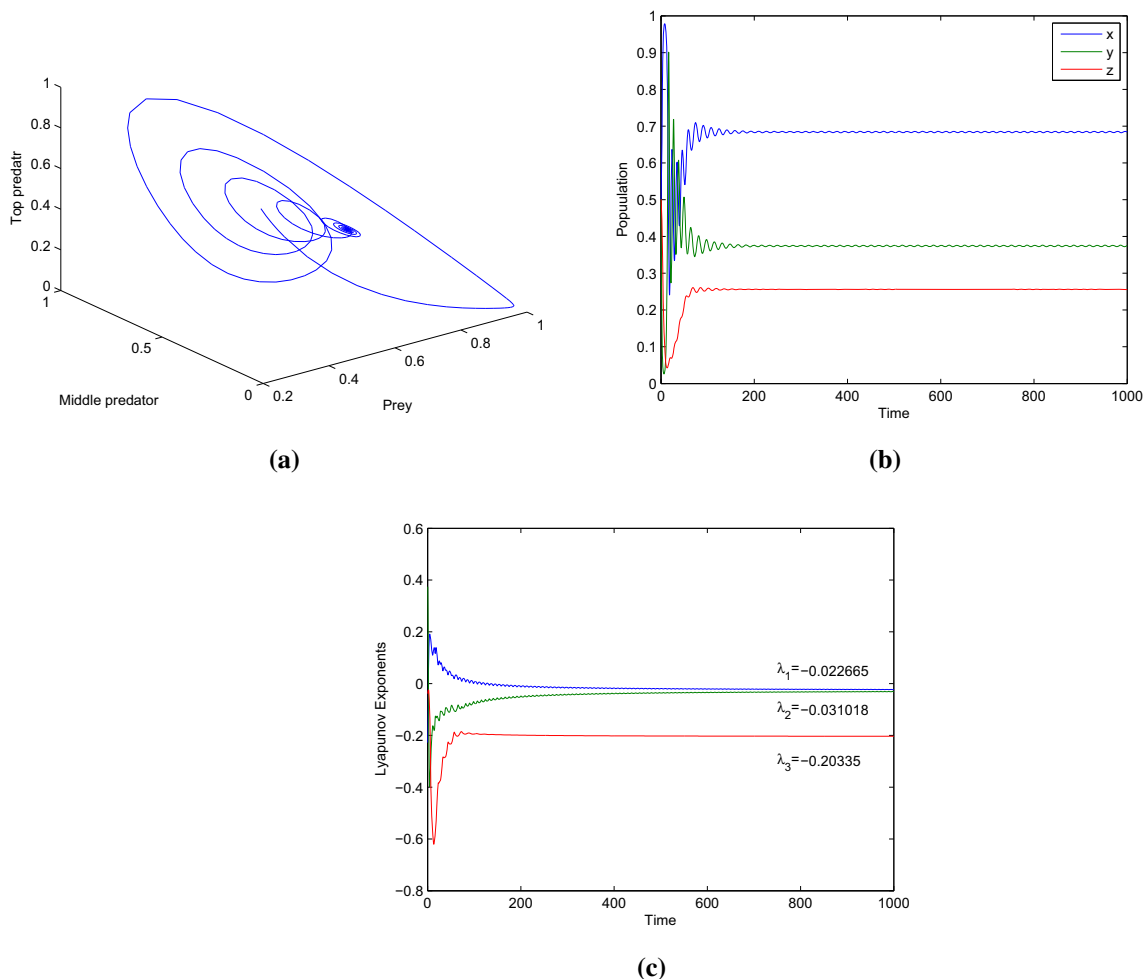 1
0.8
0.6
0.4
0.2
0
Top predatr
1
0.5
0
Middle predator
0.2
0.4
0.6
0.8
1
Prey
(a)
1
0.9
0.8
0.7
0.6
0.5
0.4
0.3
0.2
0.1
0
Popuulation
x
y
z
0
200
400
600
800
1000
Time
(b)
0.6
0.4
0.2
0
−0.2
−0.4
−0.6
−0.8
Lyapunov Exponents
λ1=−0.022665
λ2=−0.031018
λ3=−0.20335
0
200
400
600
800
1000
Time
(c)